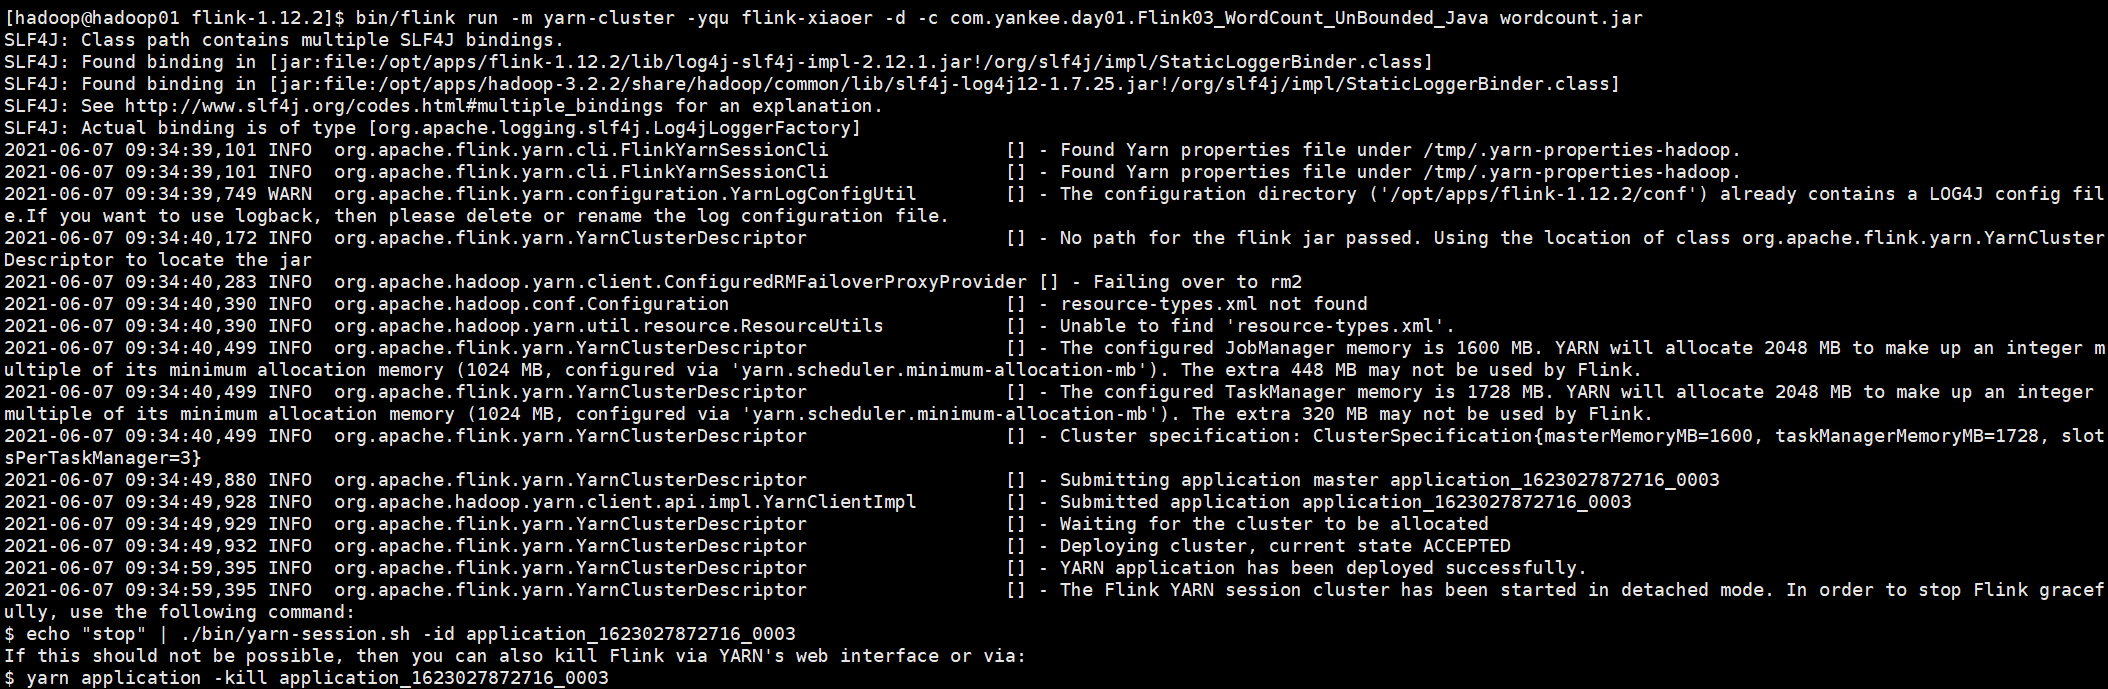 [hadoop@hadoop01 flink-1.12.2]$ bin/flink run -m yarn-cluster -yqu flink-xiaoer -d -c com.yankee.day01.Flink03_WordCount_UnBounded_Java wordcount.jar
SLF4J: Class path contains multiple SLF4J bindings.
SLF4J: Found binding in [jar:file:/opt/apps/flink-1.12.2/lib/log4j-slf4j-impl-2.12.1.jar!/org/slf4j/impl/StaticLoggerBinder.class]
SLF4J: Found binding in [jar:file:/opt/apps/hadoop-3.2.2/share/hadoop/common/lib/slf4j-log4j12-1.7.25.jar!/org/slf4j/impl/StaticLoggerBinder.class]
SLF4J: See http://www.slf4j.org/codes.html#multiple_bindings for an explanation.
SLF4J: Actual binding is of type [org.apache.logging.slf4j.Log4jLoggerFactory]
2021-06-07 09:34:39,101 INFO  org.apache.flink.yarn.cli.FlinkYarnSessionCli                [] - Found Yarn properties file under /tmp/.yarn-properties-hadoop.
2021-06-07 09:34:39,101 INFO  org.apache.flink.yarn.cli.FlinkYarnSessionCli                [] - Found Yarn properties file under /tmp/.yarn-properties-hadoop.
2021-06-07 09:34:39,749 WARN  org.apache.flink.yarn.configuration.YarnLogConfigUtil        [] - The configuration directory ('/opt/apps/flink-1.12.2/conf') already contains a LOG4J config fil
e.If you want to use logback, then please delete or rename the log configuration file.
2021-06-07 09:34:40,172 INFO  org.apache.flink.yarn.YarnClusterDescriptor                  [] - No path for the flink jar passed. Using the location of class org.apache.flink.yarn.YarnCluster
Descriptor to locate the jar
2021-06-07 09:34:40,283 INFO  org.apache.hadoop.yarn.client.ConfiguredRMFailoverProxyProvider [] - Failing over to rm2
2021-06-07 09:34:40,390 INFO  org.apache.hadoop.conf.Configuration                         [] - resource-types.xml not found
2021-06-07 09:34:40,390 INFO  org.apache.hadoop.yarn.util.resource.ResourceUtils           [] - Unable to find 'resource-types.xml'.
2021-06-07 09:34:40,499 INFO  org.apache.flink.yarn.YarnClusterDescriptor                  [] - The configured JobManager memory is 1600 MB. YARN will allocate 2048 MB to make up an integer m
ultiple of its minimum allocation memory (1024 MB, configured via 'yarn.scheduler.minimum-allocation-mb'). The extra 448 MB may not be used by Flink.
2021-06-07 09:34:40,499 INFO  org.apache.flink.yarn.YarnClusterDescriptor                  [] - The configured TaskManager memory is 1728 MB. YARN will allocate 2048 MB to make up an integer
multiple of its minimum allocation memory (1024 MB, configured via 'yarn.scheduler.minimum-allocation-mb'). The extra 320 MB may not be used by Flink.
2021-06-07 09:34:40,499 INFO  org.apache.flink.yarn.YarnClusterDescriptor                  [] - Cluster specification: ClusterSpecification{masterMemoryMB=1600, taskManagerMemoryMB=1728, slot
sPerTaskManager=3}
2021-06-07 09:34:49,880 INFO  org.apache.flink.yarn.YarnClusterDescriptor                  [] - Submitting application master application_1623027872716_0003
2021-06-07 09:34:49,928 INFO  org.apache.hadoop.yarn.client.api.impl.YarnClientImpl        [] - Submitted application application_1623027872716_0003
2021-06-07 09:34:49,929 INFO  org.apache.flink.yarn.YarnClusterDescriptor                  [] - Waiting for the cluster to be allocated
2021-06-07 09:34:49,932 INFO  org.apache.flink.yarn.YarnClusterDescriptor                  [] - Deploying cluster, current state ACCEPTED
2021-06-07 09:34:59,395 INFO  org.apache.flink.yarn.YarnClusterDescriptor                  [] - YARN application has been deployed successfully.
2021-06-07 09:34:59,395 INFO  org.apache.flink.yarn.YarnClusterDescriptor                  [] - The Flink YARN session cluster has been started in detached mode. In order to stop Flink gracef
ully, use the following command:
$ echo "stop" | ./bin/yarn-session.sh -id application_1623027872716_0003
If this should not be possible, then you can also kill Flink via YARN's web interface or via:
$ yarn application -kill application_1623027872716_0003